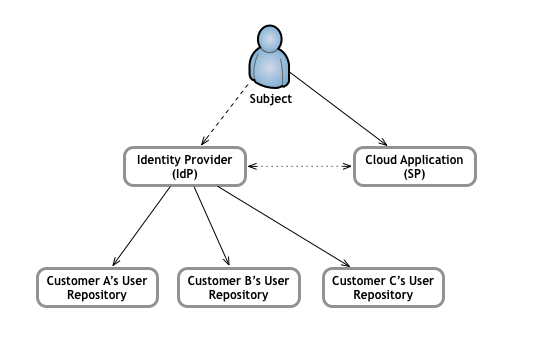 Subject
Identity Provider
(IdP)
Cloud Application
(SP)
Customer A's User
Repository
Customer B's User
Repository
Customer C's User
Repository